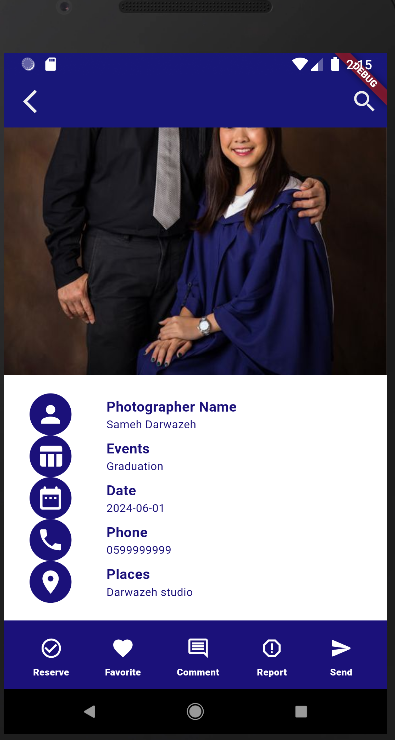 2:15
DEBUG
Photographer Name
Sameh Darwazeh
Events
Graduation
Date
2024-06-01
Phone
0599999999
Places
Darwazeh studio
Reserve
Favorite
Comment
Report
Send